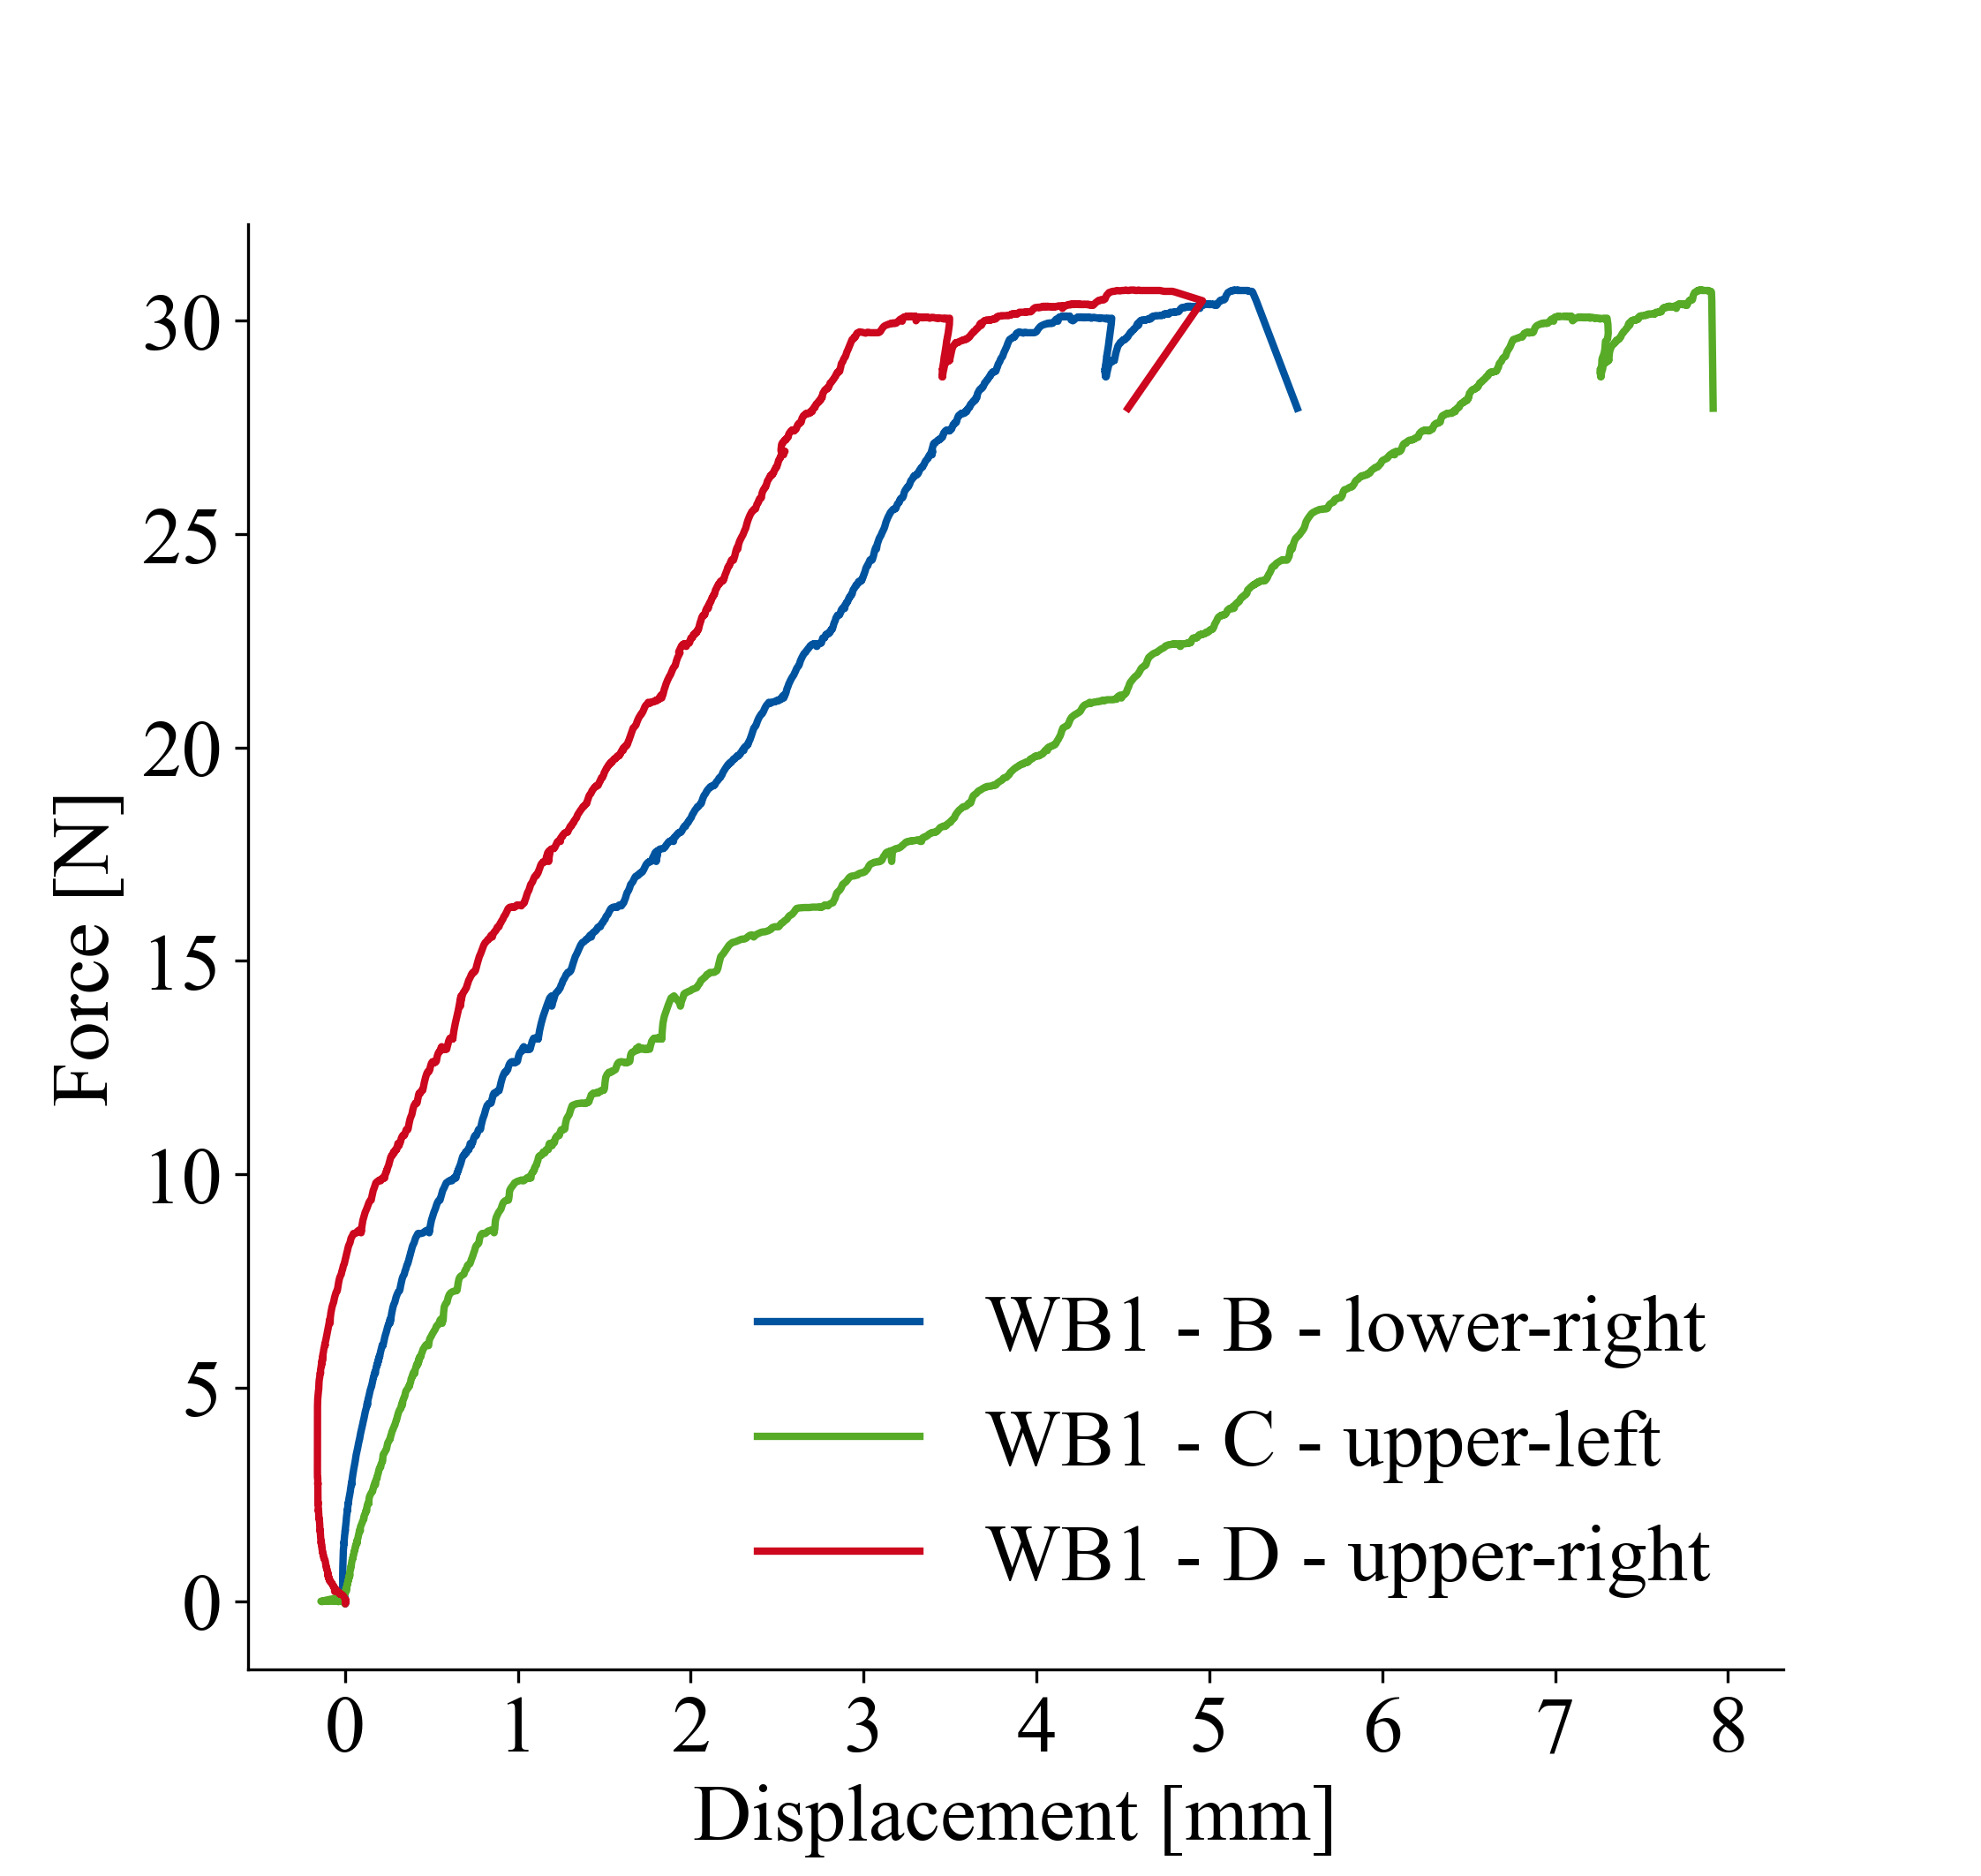 30
25
20
15
10
5
0
Force [N]
WB1 - B - lower-right
WB1 - C - upper-left
WB1 - D - upper-right
0 1 2 3 4 5 6 7 8
Displacement [mm]